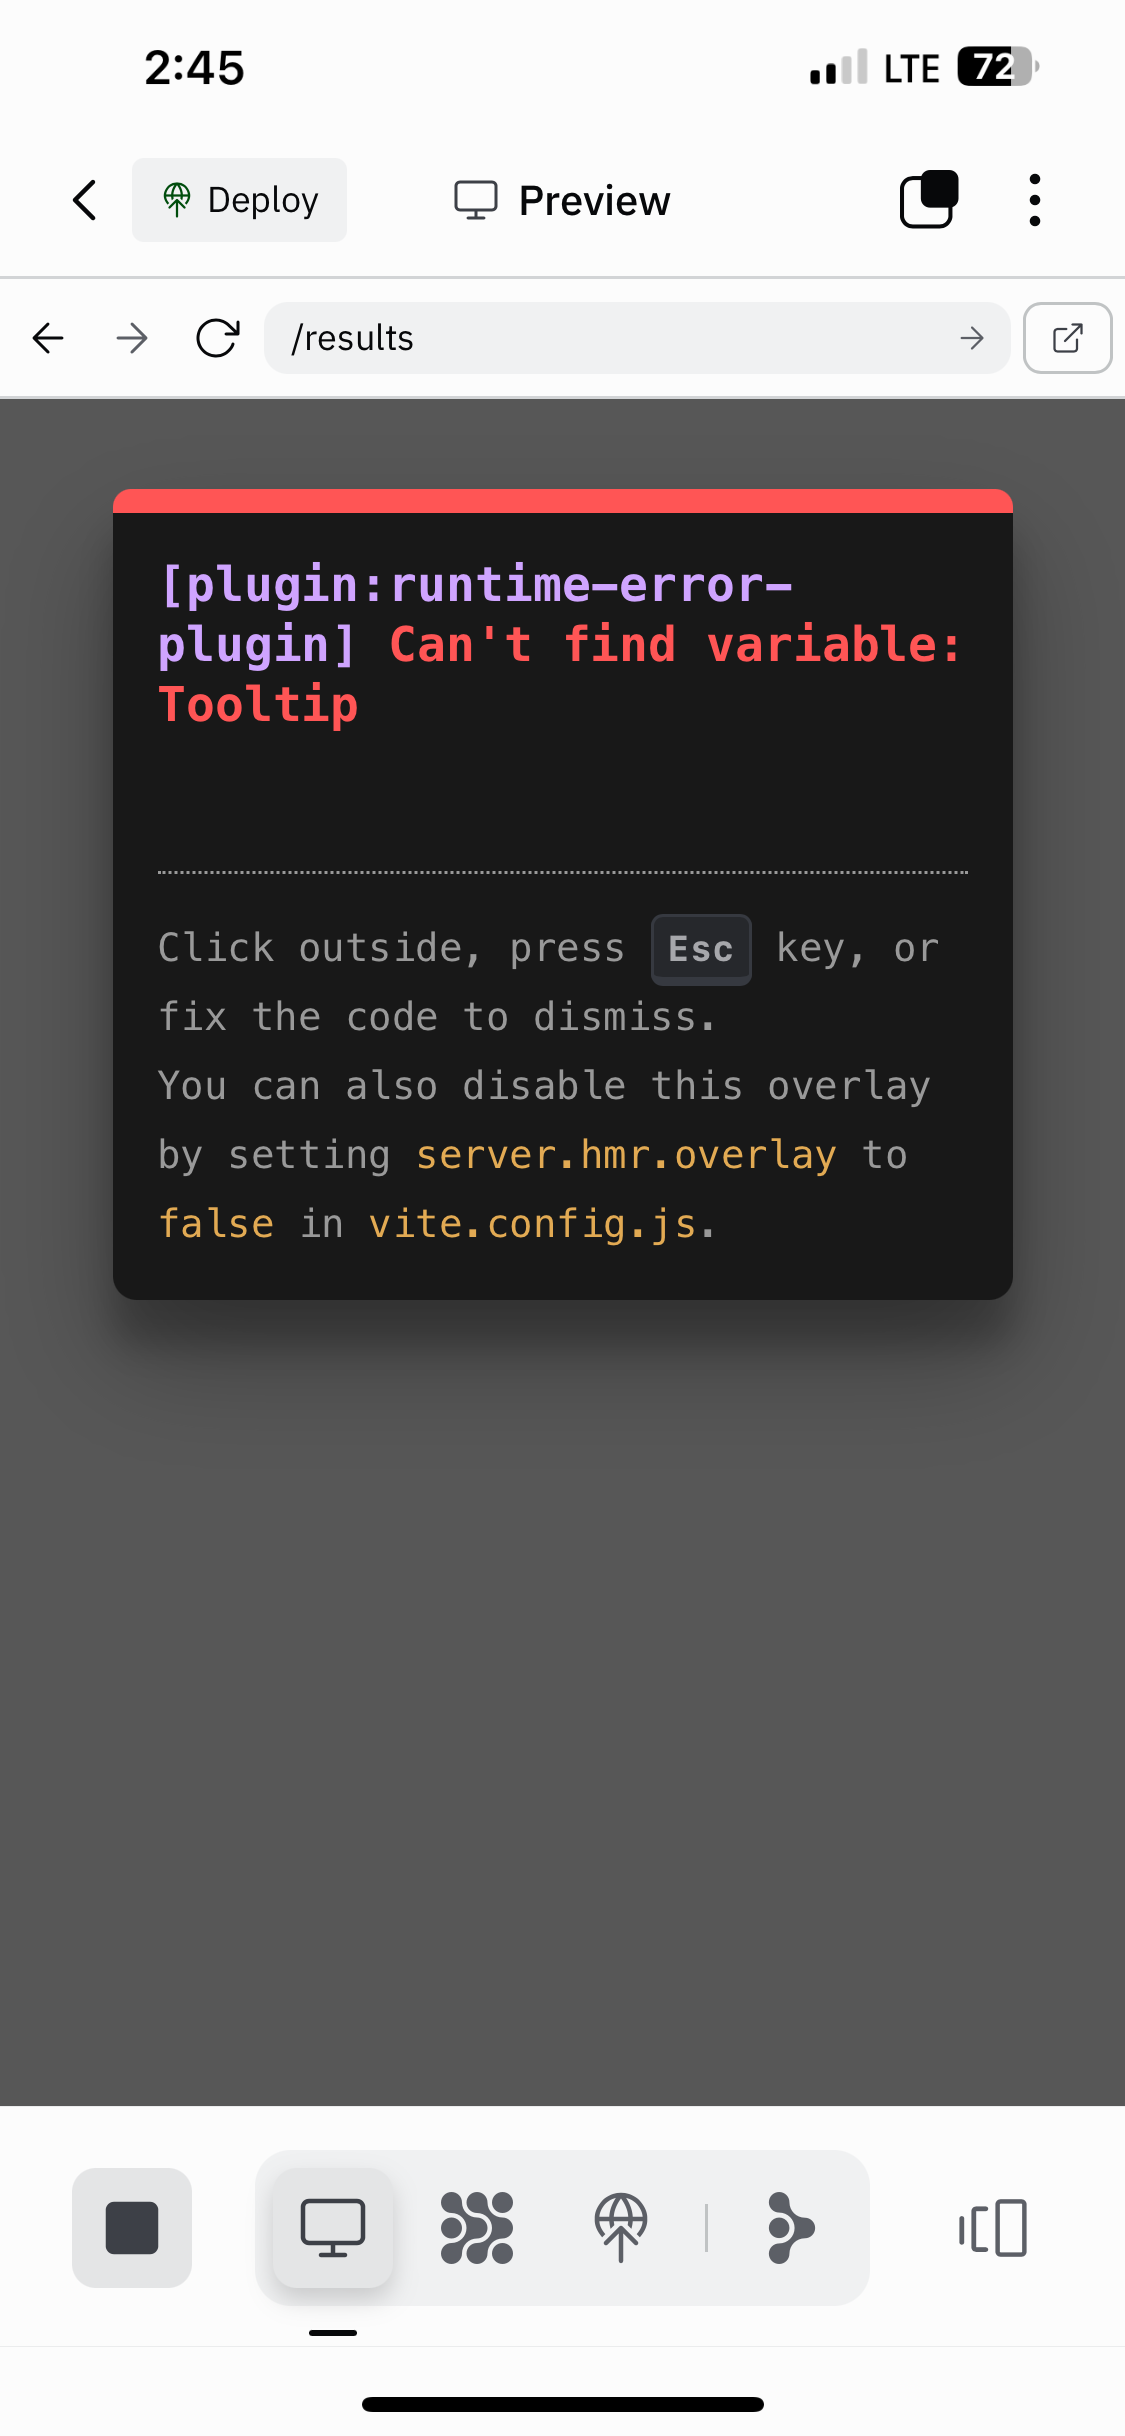 2:45
LTE 72
Deploy
Preview
/results
[plugin:runtime-error-
plugin] Can't find variable:
Tooltip
Click outside, press Esc key, or
fix the code to dismiss.
You can also disable this overlay
by setting server.hmr.overlay to
false in vite.config.js.